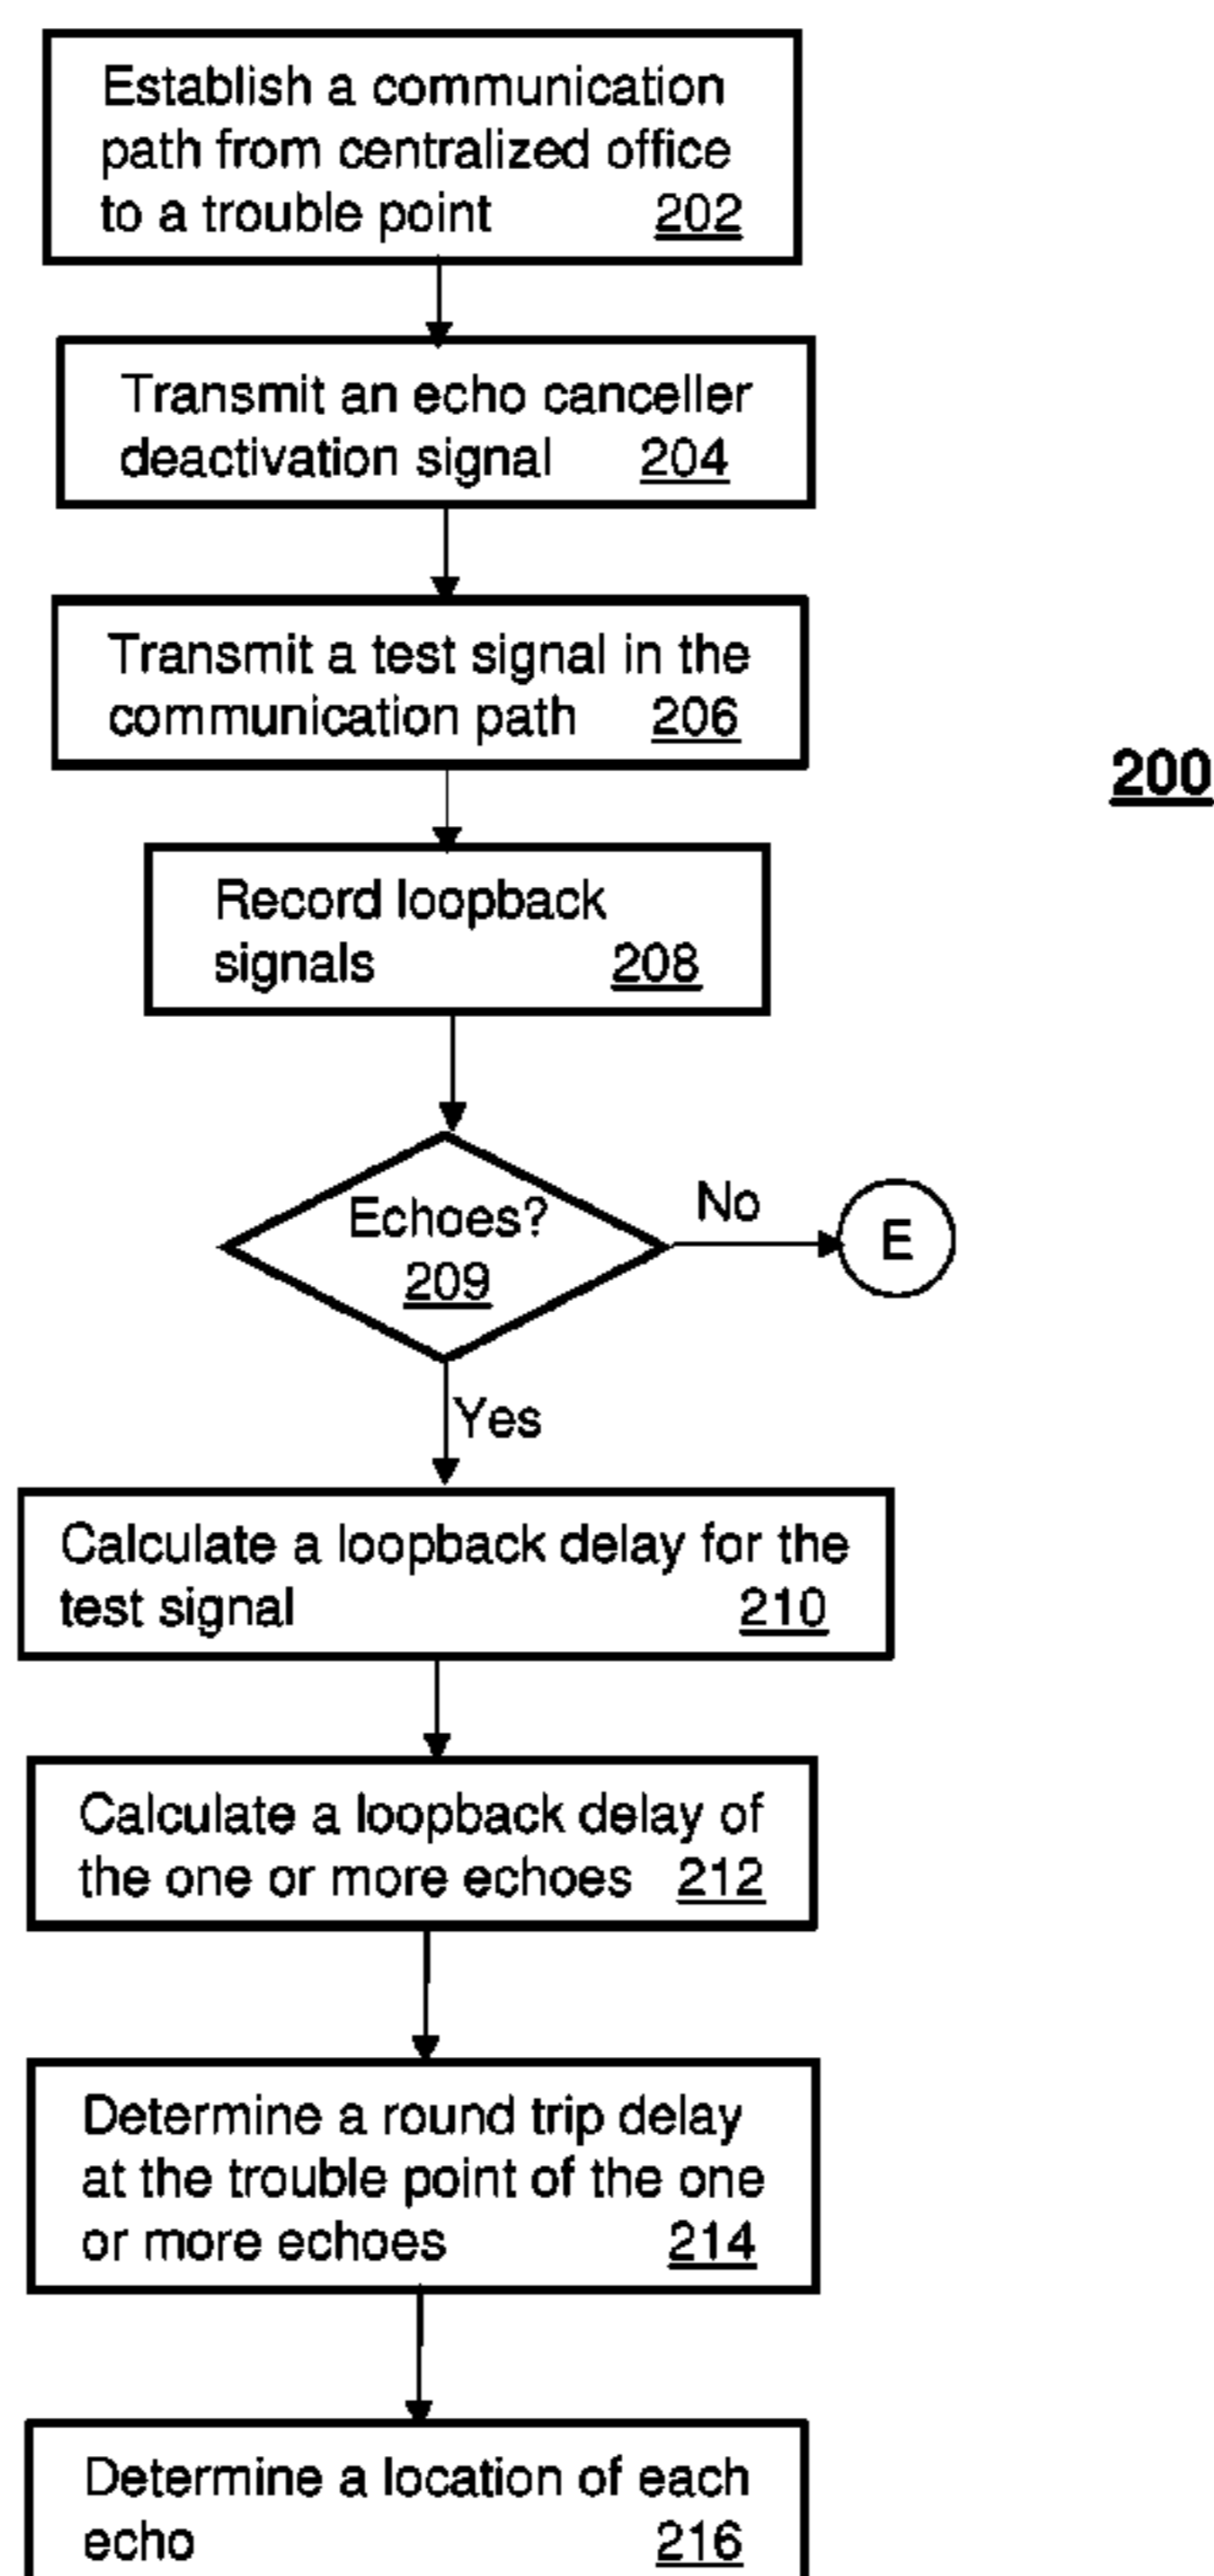 Establish a communication
path from centralized office
to a trouble point 202
Transmit an echo canceller
deactivation signal 204
Transmit a test signal in the
communication path 206
200
Record loopback
signals 208
Echoes?
209
No
E
Yes
Calculate a loopback delay for the
test signal 210
Calculate a loopback delay of
the one or more echoes 212
Determine a round trip delay
at the trouble point of the one
or more echoes 214
Determine a location of each
echo 216